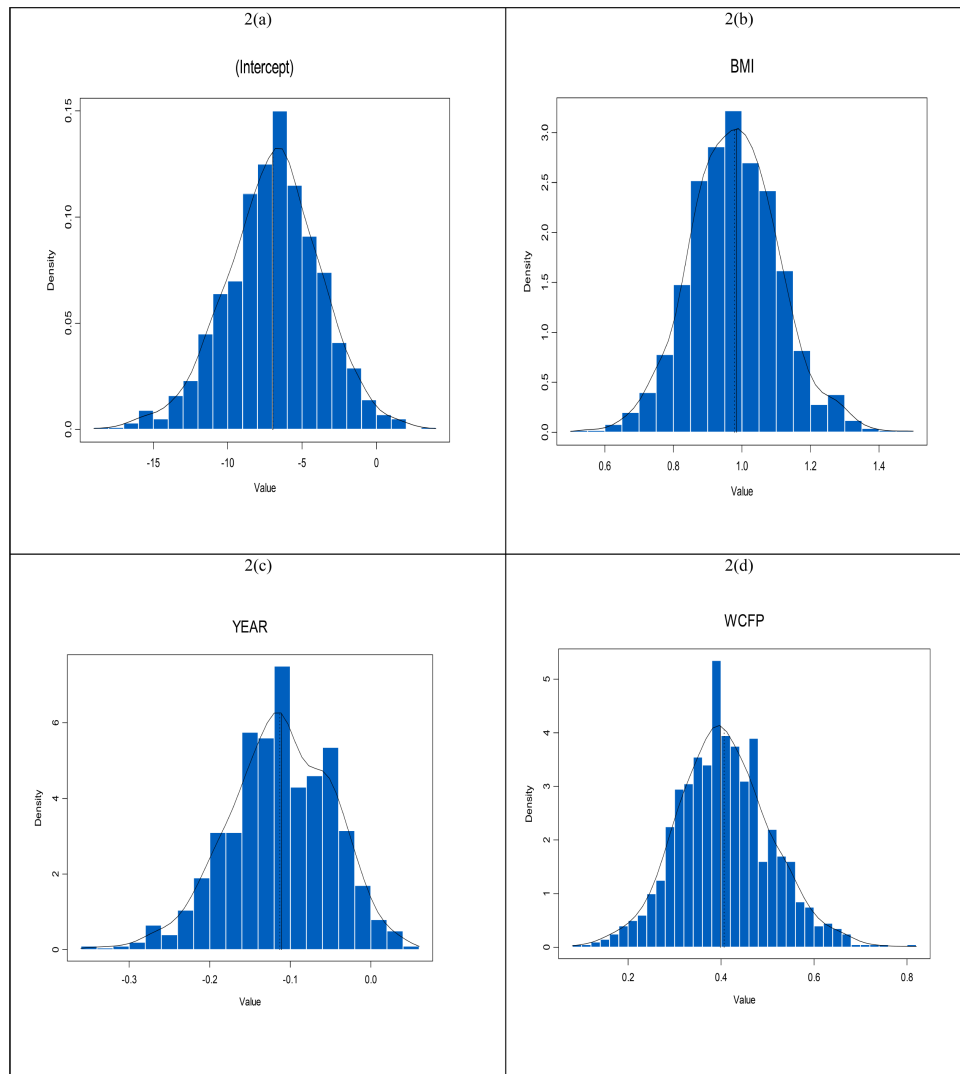 2(a)
(Intercept)
Density
0.0
0.05
0.10
0.15
-15
-10
-5
0
Value
2(b)
BMI
Density
0.0
0.5
1.0
1.5
2.0
2.5
3.0
0.6
0.8
1.0
1.2
1.4
Value
2(c)
YEAR
Density
0
2
4
6
-0.3
-0.2
-0.1
0.0
Value
2(d)
WCFP
Density
0
1
2
3
4
5
0.2
0.4
0.6
0.8
Value